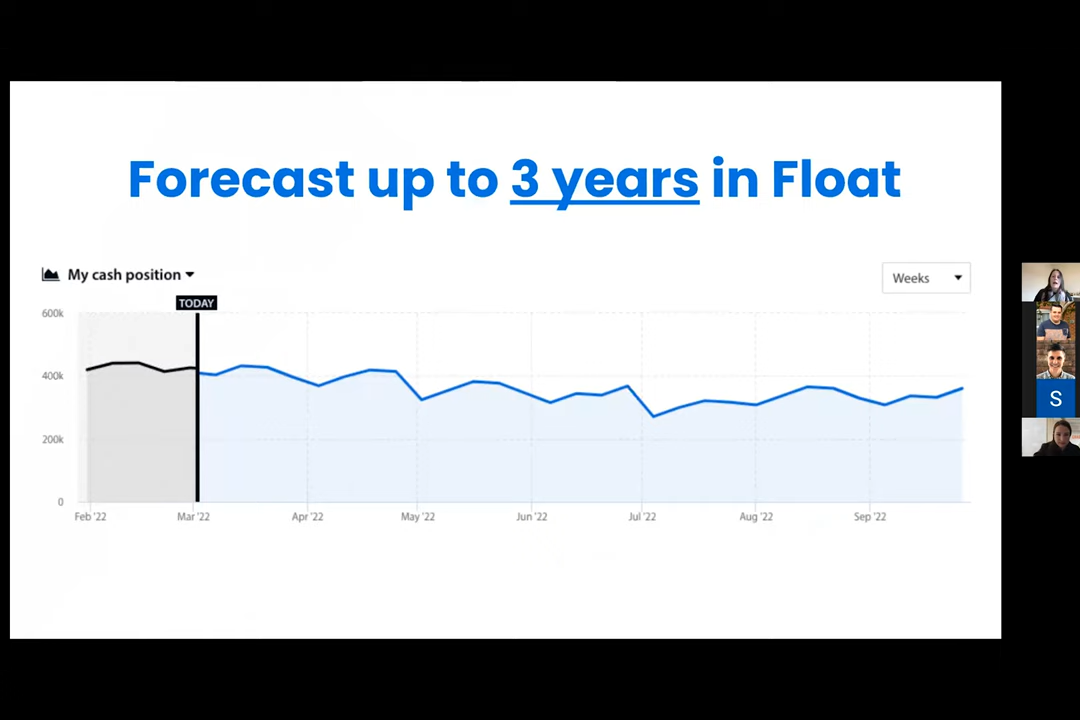 Forecast up to 3 years in Float
My cash position
Weeks
TODAY
600k
400k
200k
0
Feb '22
Mar '22
Apr '22
May '22
Jun '22
Jul '22
Aug '22
Sep '22
S